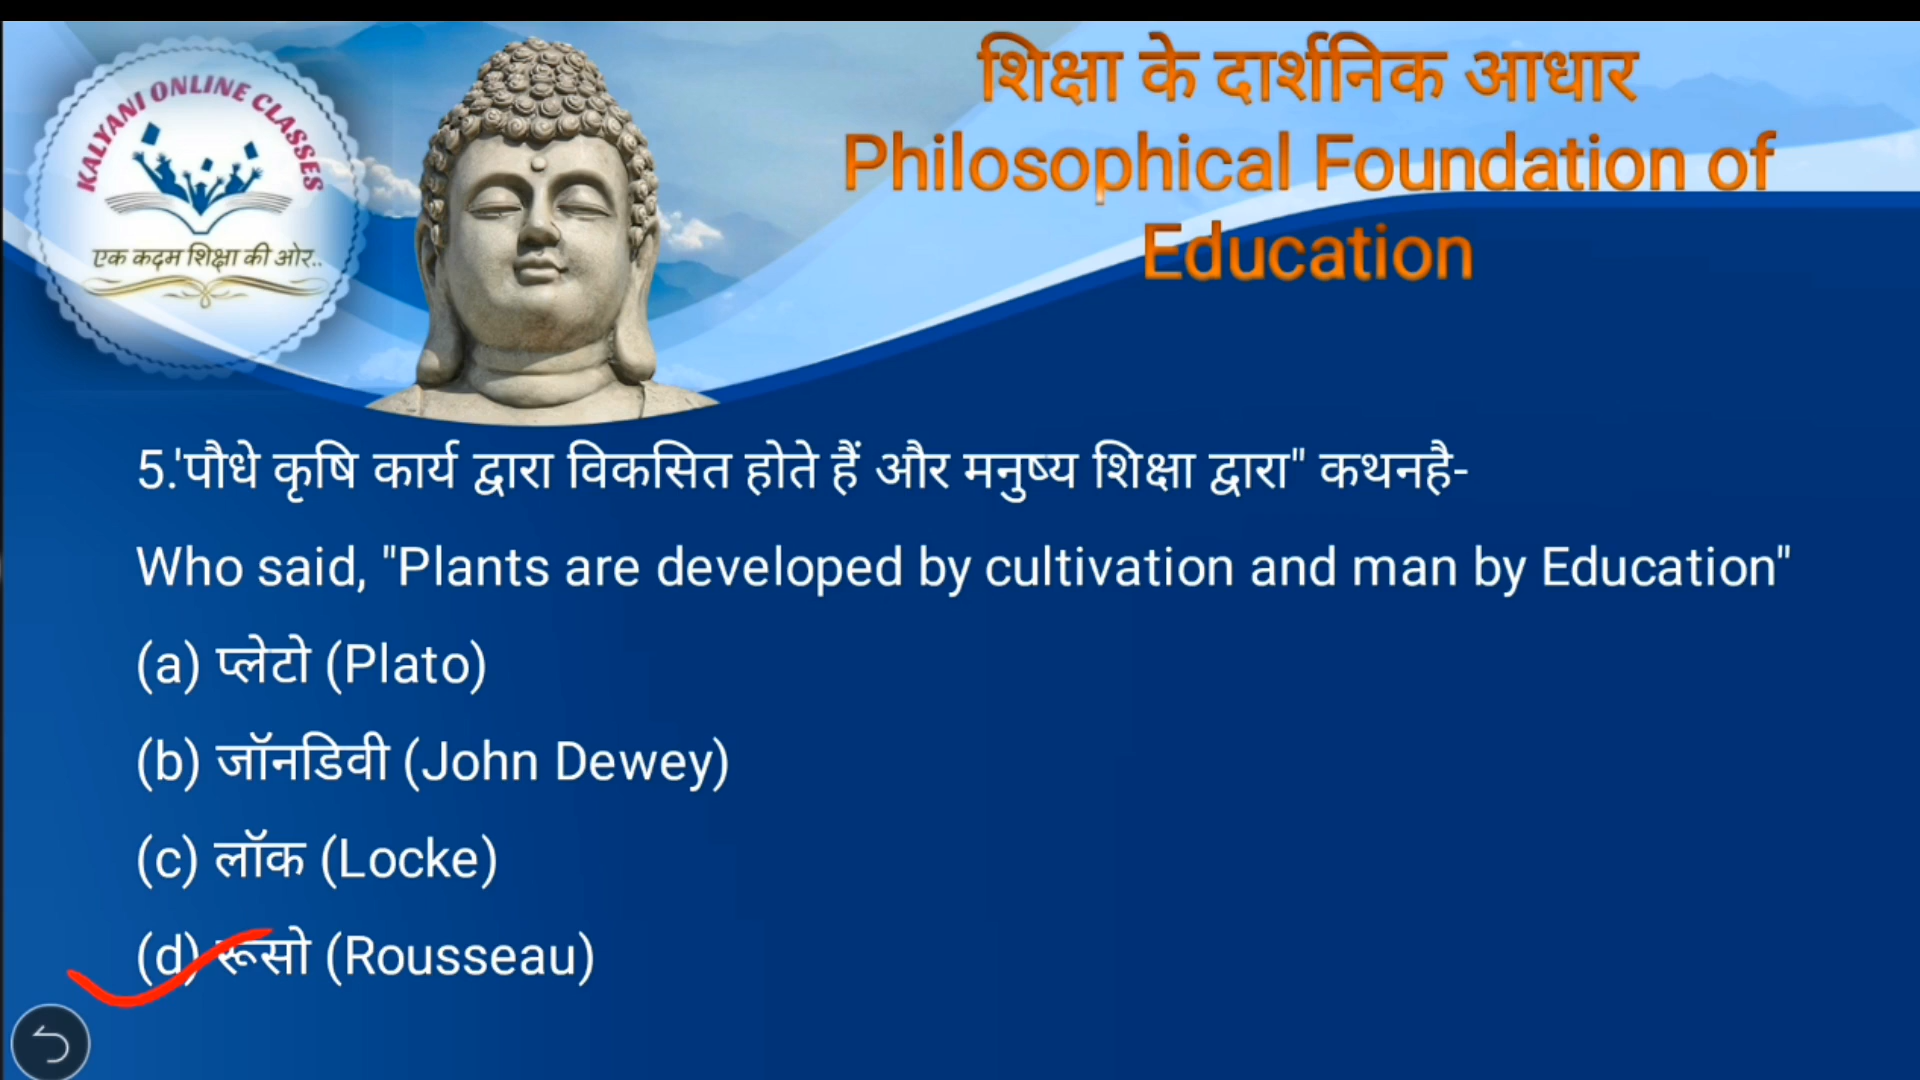 KALYANI ONLINE CLASSES
एक कदम शिक्षा की ओर..
शिक्षा के दार्शनिक आधार
Philosophical Foundation of
Education
5.'पौधे कृषि कार्य द्वारा विकसित होते हैं और मनुष्य शिक्षा द्वारा" कथनहै-
Who said, "Plants are developed by cultivation and man by Education"
(a) प्लेटो (Plato)
(b) जॉनडिवी (John Dewey)
(c) लॉक (Locke)
(d) रूसो (Rousseau)